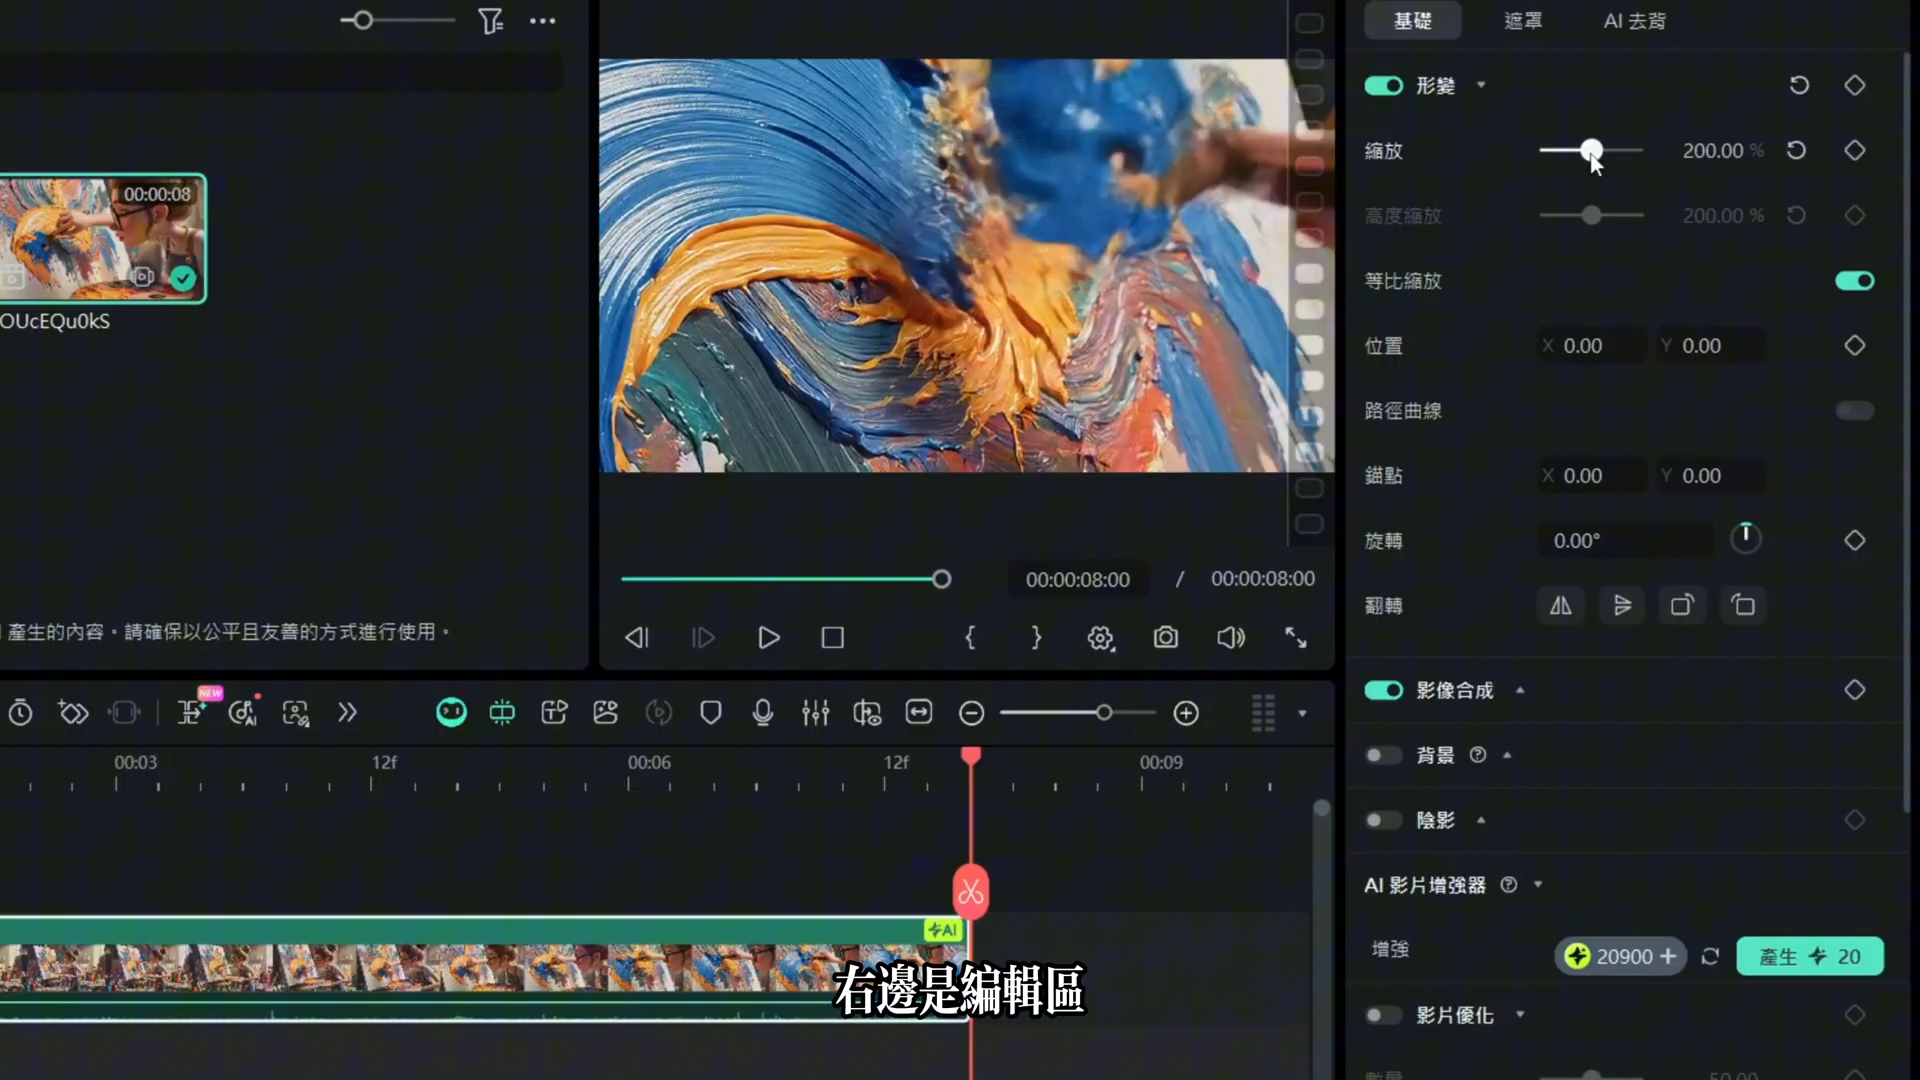 基礎
遮罩
AI 去背
形變
縮放
200.00 %
高度縮放
200.00 %
等比縮放
位置
X 0.00
Y 0.00
路徑曲線
錨點
X 0.00
Y 0.00
旋轉
0.00°
翻轉
影像合成
背景
陰影
AI 影片增強器
增強
20900
產生 20
影片優化
數量
50.00
00:00:08
OUcEQu0kS
產生的內容。請確保以公平且友善的方式進行使用。
00:00:08:00 / 00:00:08:00
NEW
AI
00:03
12f
00:06
12f
00:09
AI
右邊是編輯區